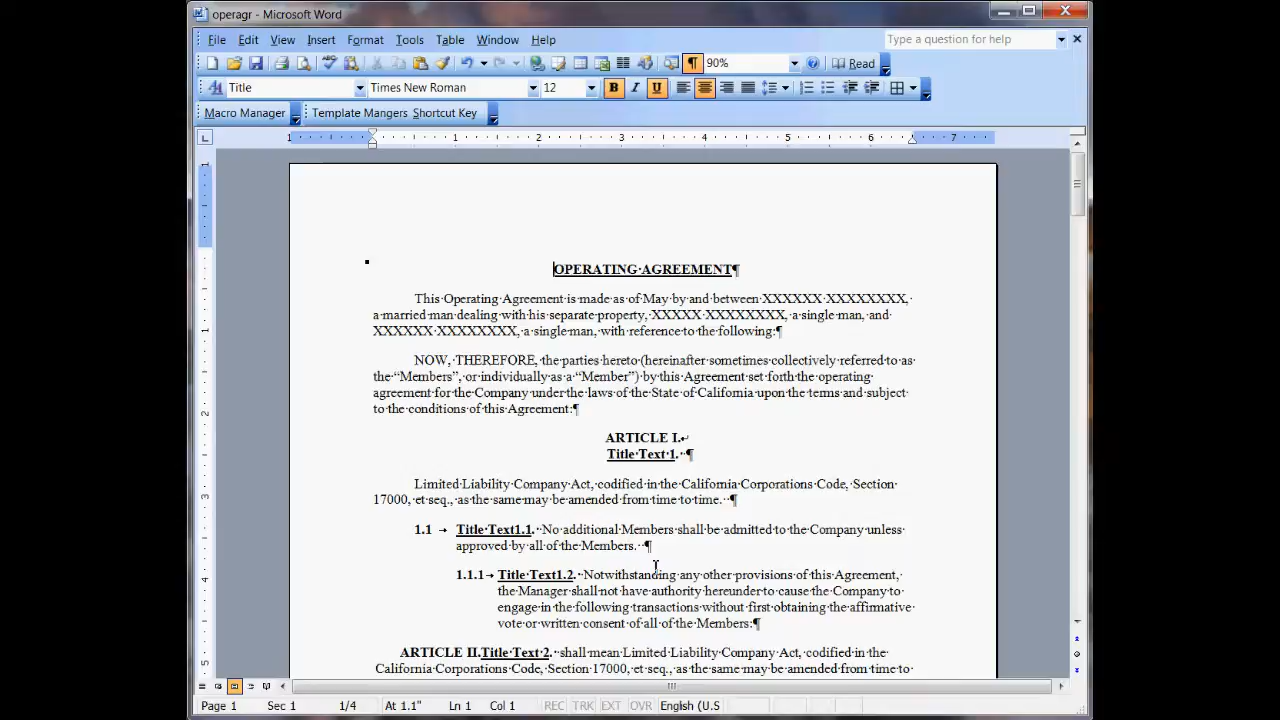 operagr - Microsoft Word
File Edit View Insert Format Tools Table Window Help Type a question for help
90% Read
Title Times New Roman 12 B I U
Macro Manager Template Mangers Shortcut Key
1 1 2 3 4 5 6 7
OPERATING·AGREEMENT¶
This·Operating·Agreement·is·made·as·of·May·by·and·between·XXXXXX·XXXXXXXX,·
a·married·man·dealing·with·his·separate·property,·XXXXX·XXXXXXXX,·a·single·man,·and·
XXXXXX·XXXXXXXX,·a·single·man,·with·reference·to·the·following:¶
NOW,·THEREFORE,·the·parties·hereto·(hereinafter·sometimes·collectively·referred·to·as·
the·“Members”,·or·individually·as·a·“Member”)·by·this·Agreement·set·forth·the·operating·
agreement·for·the·Company·under·the·laws·of·the·State·of·California·upon·the·terms·and·subject·
to·the·conditions·of·this·Agreement:¶
ARTICLE I.↵
Title·Text·1.··¶
Limited·Liability·Company·Act,·codified·in·the·California·Corporations·Code,·Section·
17000,·et·seq.,·as·the·same·may·be·amended·from·time·to·time.··¶
1.1 → Title·Text1.1.··No·additional·Members·shall·be·admitted·to·the·Company·unless·
approved·by·all·of·the·Members.··¶
1.1.1→ Title·Text1.2.··Notwithstanding·any·other·provisions·of·this·Agreement,·
the·Manager·shall·not·have·authority·hereunder·to·cause·the·Company·to·
engage·in·the·following·transactions·without·first·obtaining·the·affirmative·
vote·or·written·consent·of·all·of·the·Members:¶
ARTICLE II.Title·Text·2.··shall·mean·Limited·Liability·Company·Act,·codified·in·the·
California·Corporations·Code,·Section·17000,·et·seq.,·as·the·same·may·be·amended·from·time·to·
Page 1 Sec 1 1/4 At 1.1" Ln 1 Col 1 REC TRK EXT OVR English (U.S